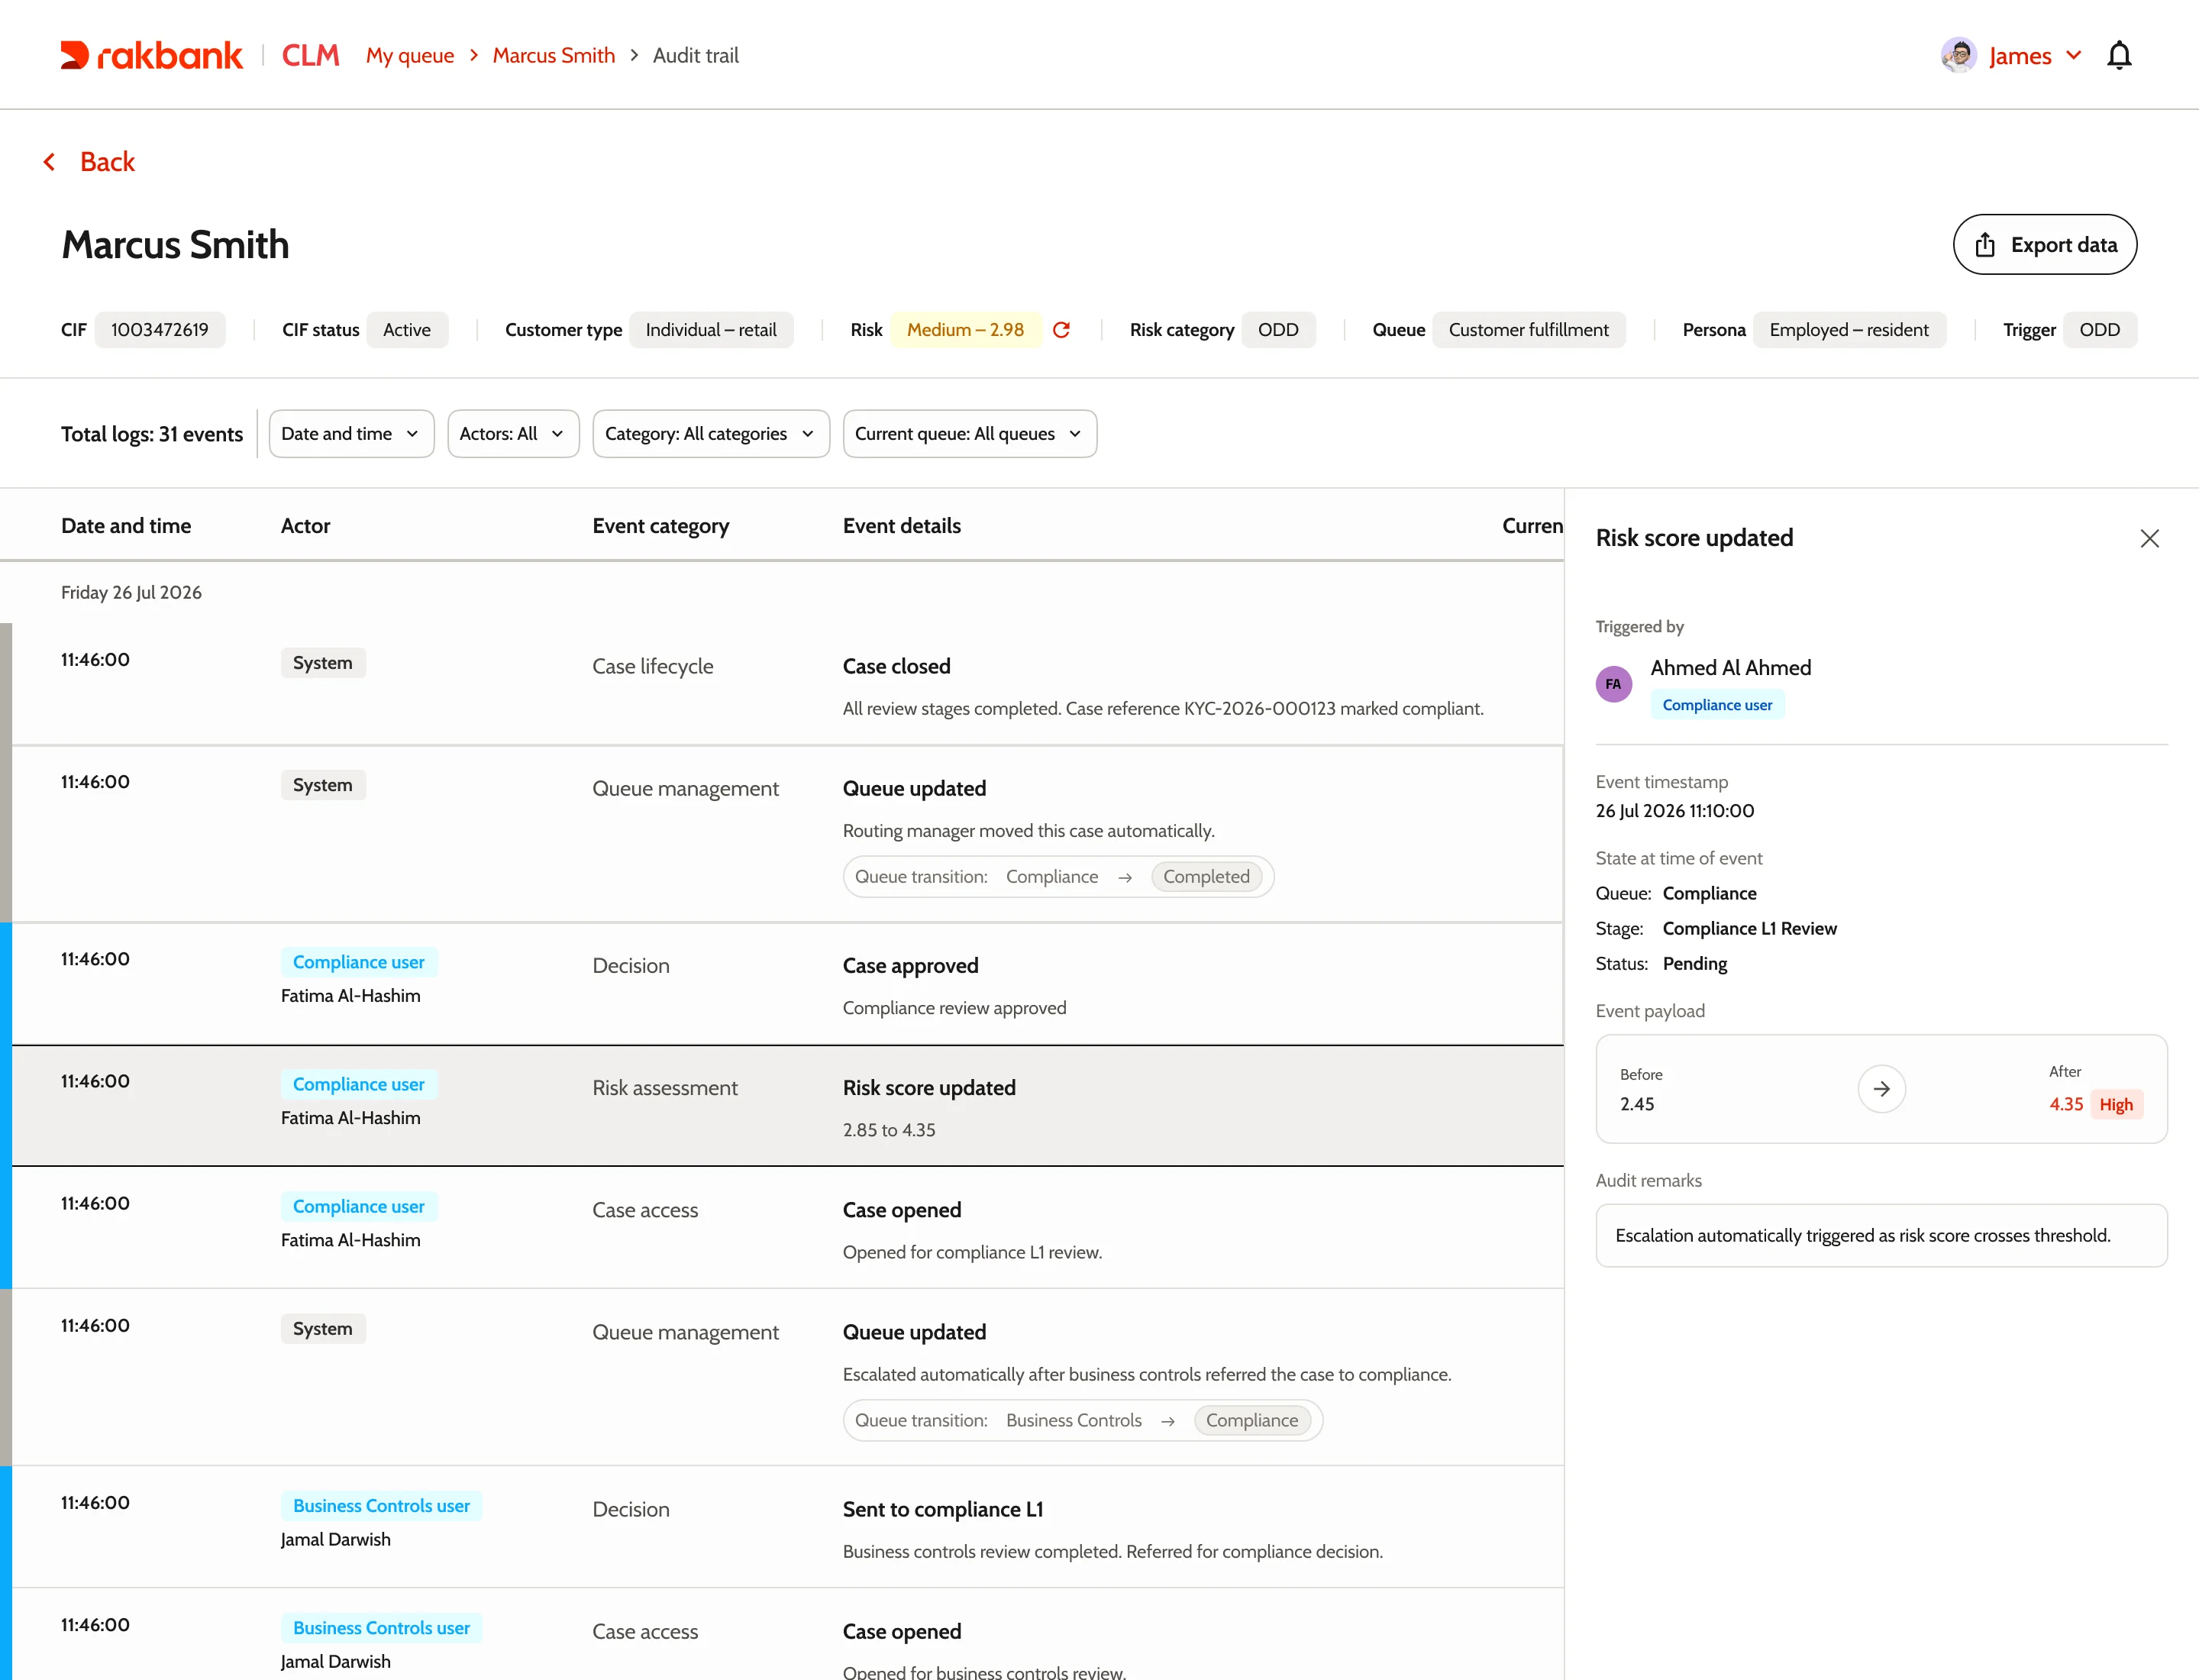 rakbank CLM My queue > Marcus Smith > Audit trail James
Back
Marcus Smith Export data
CIF 1003472619 CIF status Active Customer type Individual – retail Risk Medium – 2.98 Risk category ODD Queue Customer fulfillment Persona Employed – resident Trigger ODD
Total logs: 31 events Date and time Actors: All Category: All categories Current queue: All queues
Date and time Actor Event category Event details Curren
Friday 26 Jul 2026
11:46:00 System Case lifecycle Case closed
All review stages completed. Case reference KYC-2026-000123 marked compliant.
11:46:00 System Queue management Queue updated
Routing manager moved this case automatically.
Queue transition: Compliance → Completed
11:46:00 Compliance user Decision Case approved
Fatima Al-Hashim
Compliance review approved
11:46:00 Compliance user Risk assessment Risk score updated
Fatima Al-Hashim
2.85 to 4.35
11:46:00 Compliance user Case access Case opened
Fatima Al-Hashim
Opened for compliance L1 review.
11:46:00 System Queue management Queue updated
Escalated automatically after business controls referred the case to compliance.
Queue transition: Business Controls → Compliance
11:46:00 Business Controls user Decision Sent to compliance L1
Jamal Darwish
Business controls review completed. Referred for compliance decision.
11:46:00 Business Controls user Case access Case opened
Jamal Darwish
Opened for business controls review.
Risk score updated
Triggered by
FA Ahmed Al Ahmed
Compliance user
Event timestamp
26 Jul 2026 11:10:00
State at time of event
Queue: Compliance
Stage: Compliance L1 Review
Status: Pending
Event payload
Before After
2.45 → 4.35 High
Audit remarks
Escalation automatically triggered as risk score crosses threshold.